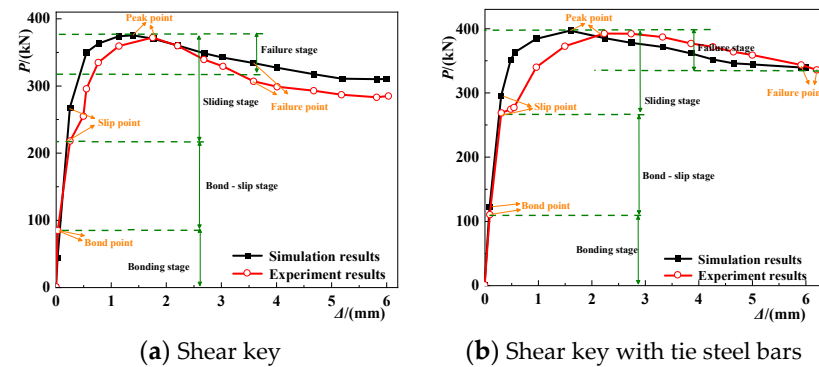 P/(kN)
400
300
200
100
0
0
1
2
3
4
5
6
Δ/(mm)
Peak point
Failure stage
Sliding stage
Failure point
Slip point
Bond - slip stage
Bond point
Bonding stage
Simulation results
Experiment results
(a) Shear key
P/(kN)
400
300
200
100
0
0
1
2
3
4
5
6
Δ/(mm)
Peak point
Failure stage
Sliding stage
Failure point
Slip point
Bond - slip stage
Bond point
Bonding stage
Simulation results
Experiment results
(b) Shear key with tie steel bars